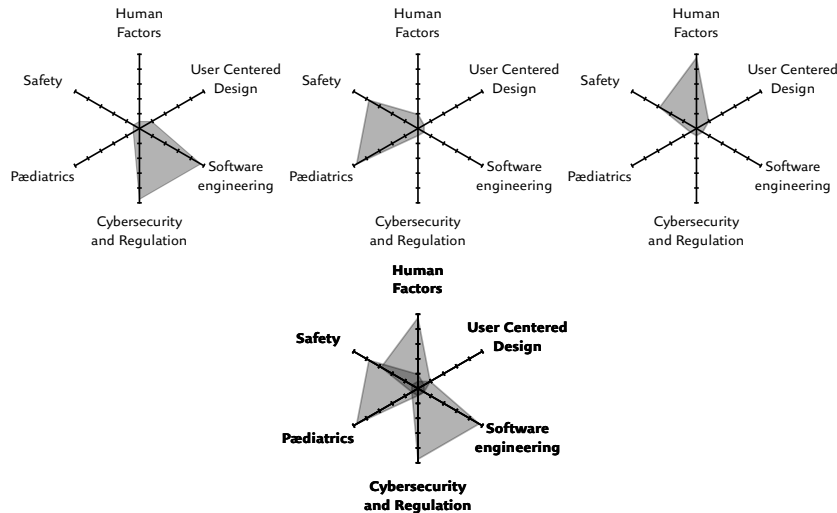 Human
Factors
User Centered
Design
Safety
Software
engineering
Pædiatrics
Cybersecurity
and Regulation
Human
Factors
User Centered
Design
Safety
Software
engineering
Pædiatrics
Cybersecurity
and Regulation
Human
Factors
User Centered
Design
Safety
Software
engineering
Pædiatrics
Cybersecurity
and Regulation
Human
Factors
User Centered
Design
Safety
Software
engineering
Pædiatrics
Cybersecurity
and Regulation